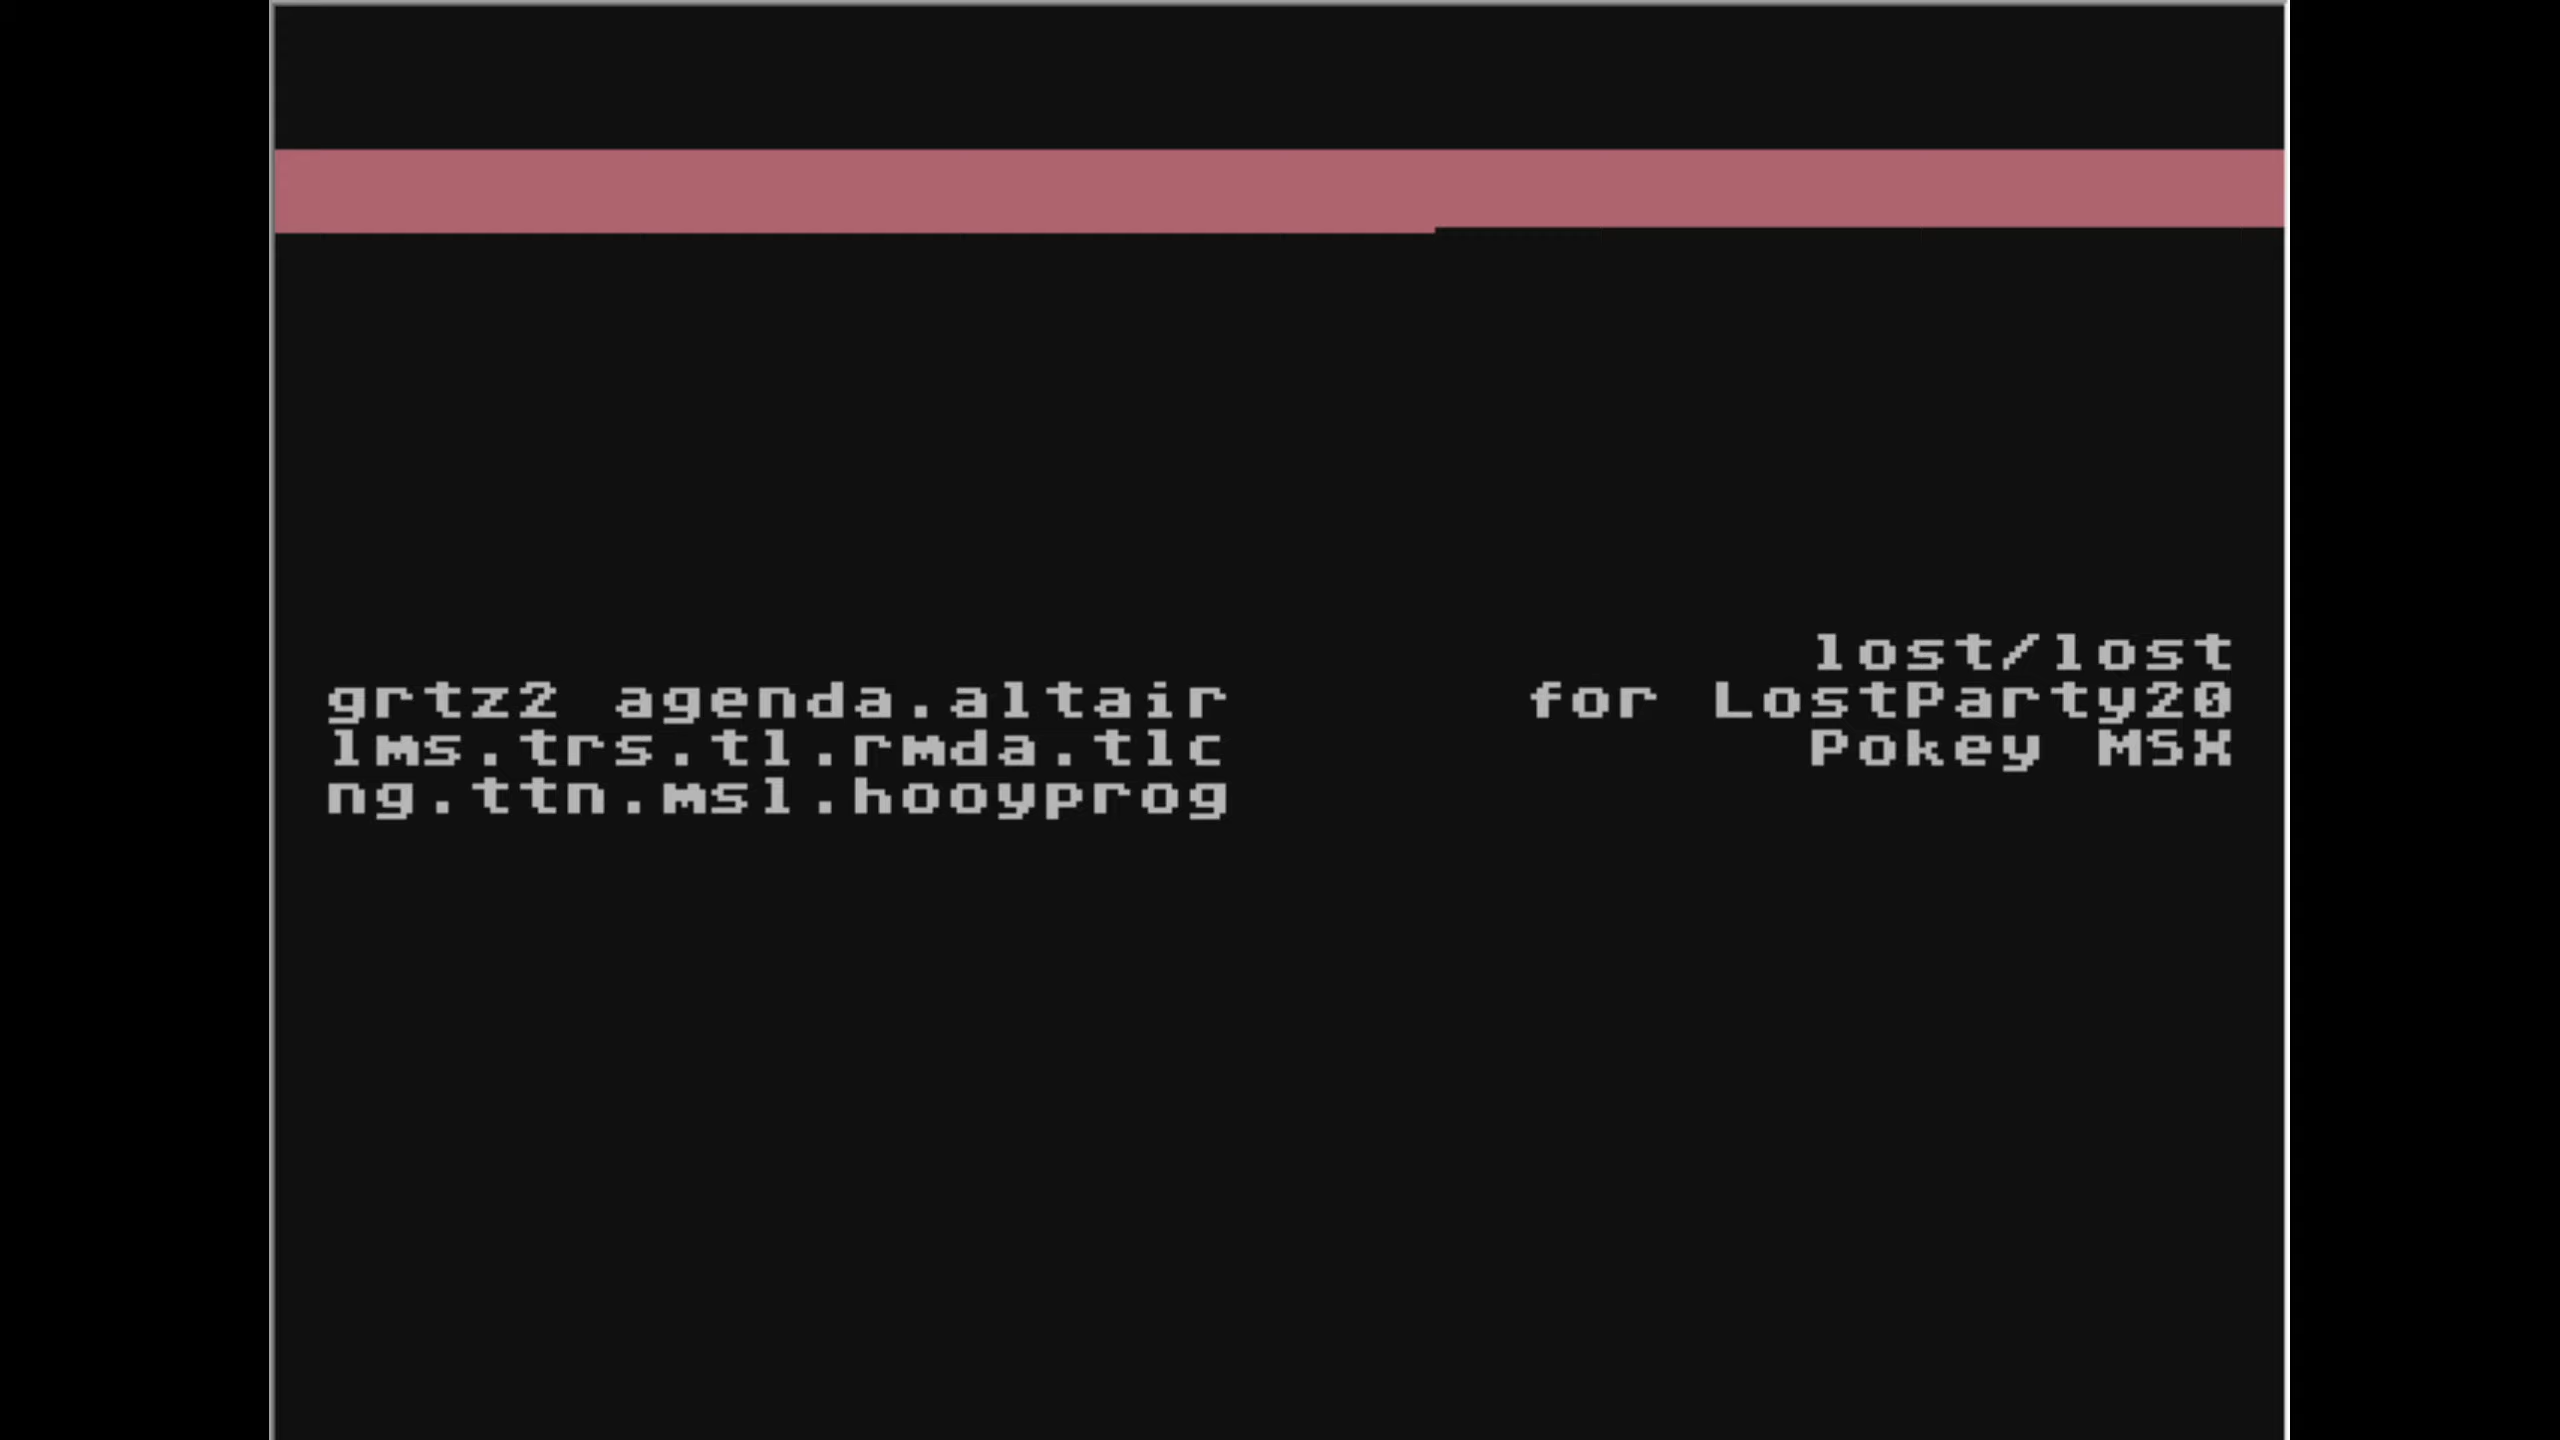 lost/lost
grtz2 agenda.altair
for LostParty20
lms.trs.tl.rmda.tlc
Pokey MSX
ng.ttn.msl.hooyprog